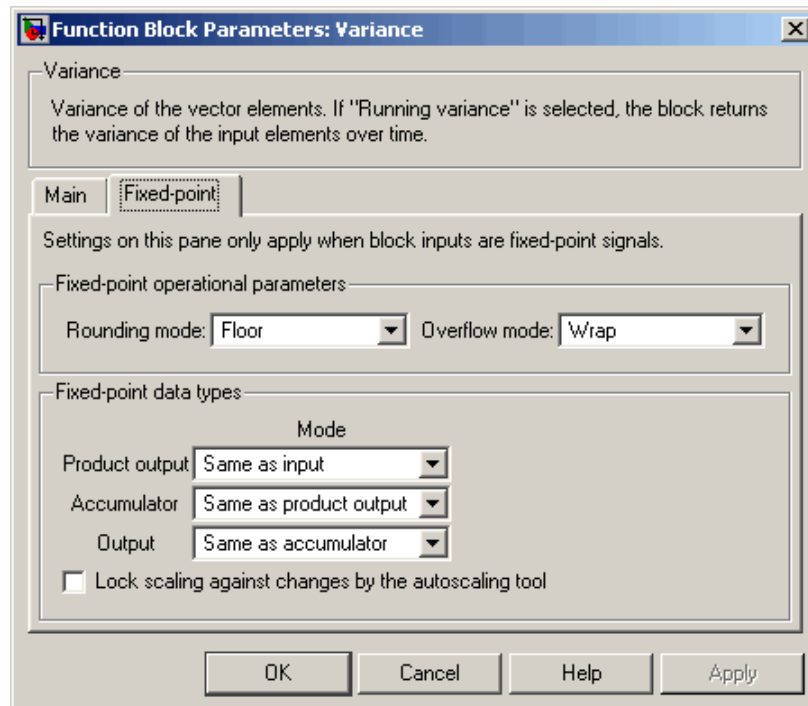 Function Block Parameters: Variance
Variance
Variance of the vector elements. If "Running variance" is selected, the block returns
the variance of the input elements over time.
Main Fixed-point
Settings on this pane only apply when block inputs are fixed-point signals.
Fixed-point operational parameters
Rounding mode: Floor Overflow mode: Wrap
Fixed-point data types
Mode
Product output Same as input
Accumulator Same as product output
Output Same as accumulator
Lock scaling against changes by the autoscaling tool
OK Cancel Help Apply